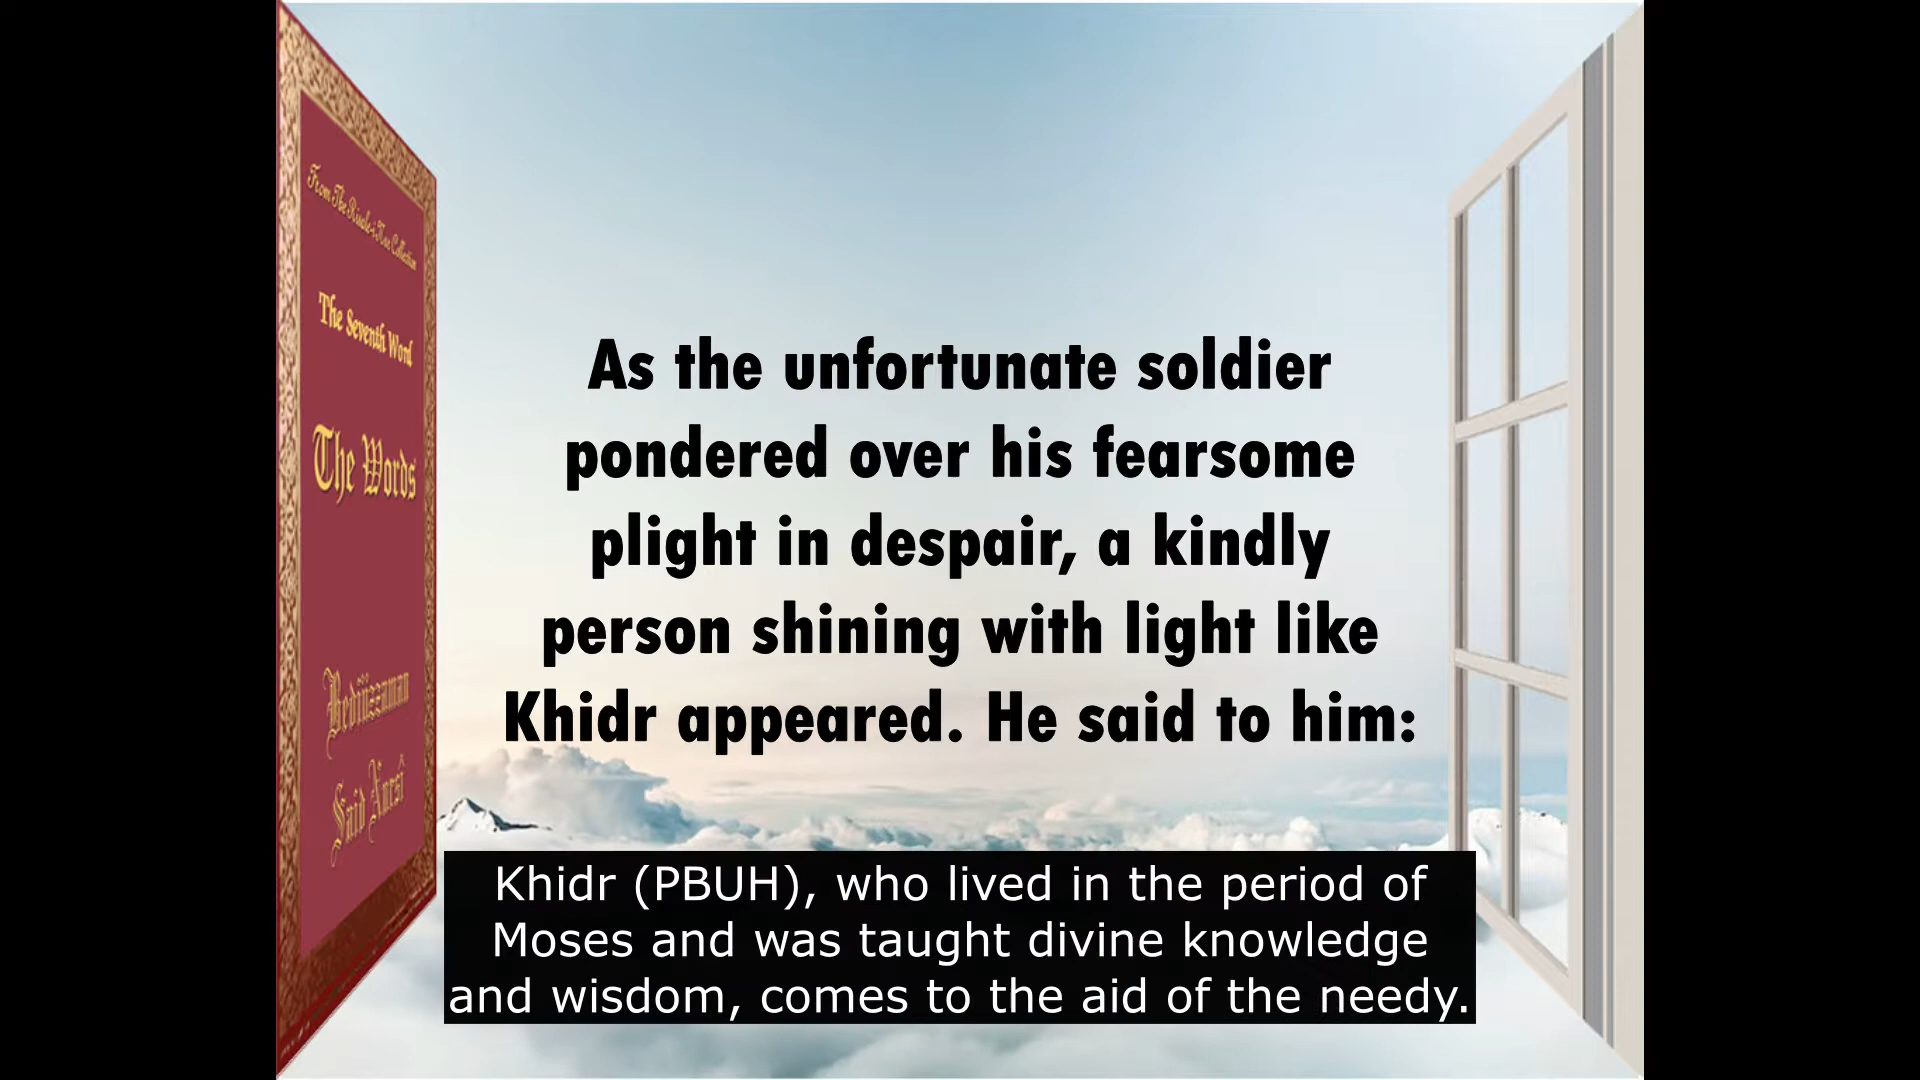 From The Risale-i Nur Collection
The Seventh Word
The Words
Bediüzzaman
Said Nursî
As the unfortunate soldier
pondered over his fearsome
plight in despair, a kindly
person shining with light like
Khidr appeared. He said to him:
Khidr (PBUH), who lived in the period of
Moses and was taught divine knowledge
and wisdom, comes to the aid of the needy.